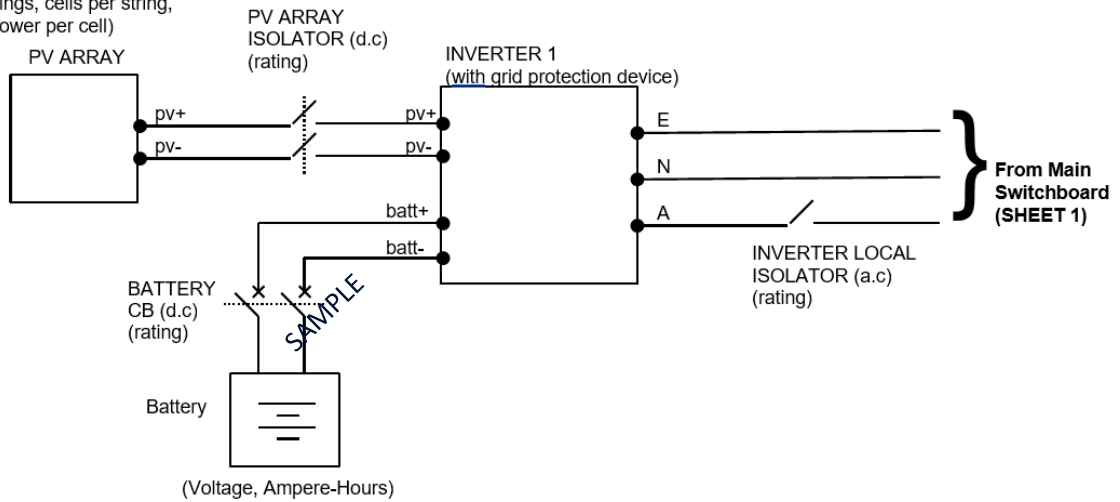 ings, cells per string,
ower per cell)
PV ARRAY
PV ARRAY
ISOLATOR (d.c)
(rating)
INVERTER 1
(with grid protection device)
pv+
pv-
pv+
pv-
batt+
batt-
E
N
A
From Main
Switchboard
(SHEET 1)
INVERTER LOCAL
ISOLATOR (a.c)
(rating)
BATTERY
CB (d.c)
(rating)
SAMPLE
Battery
(Voltage, Ampere-Hours)